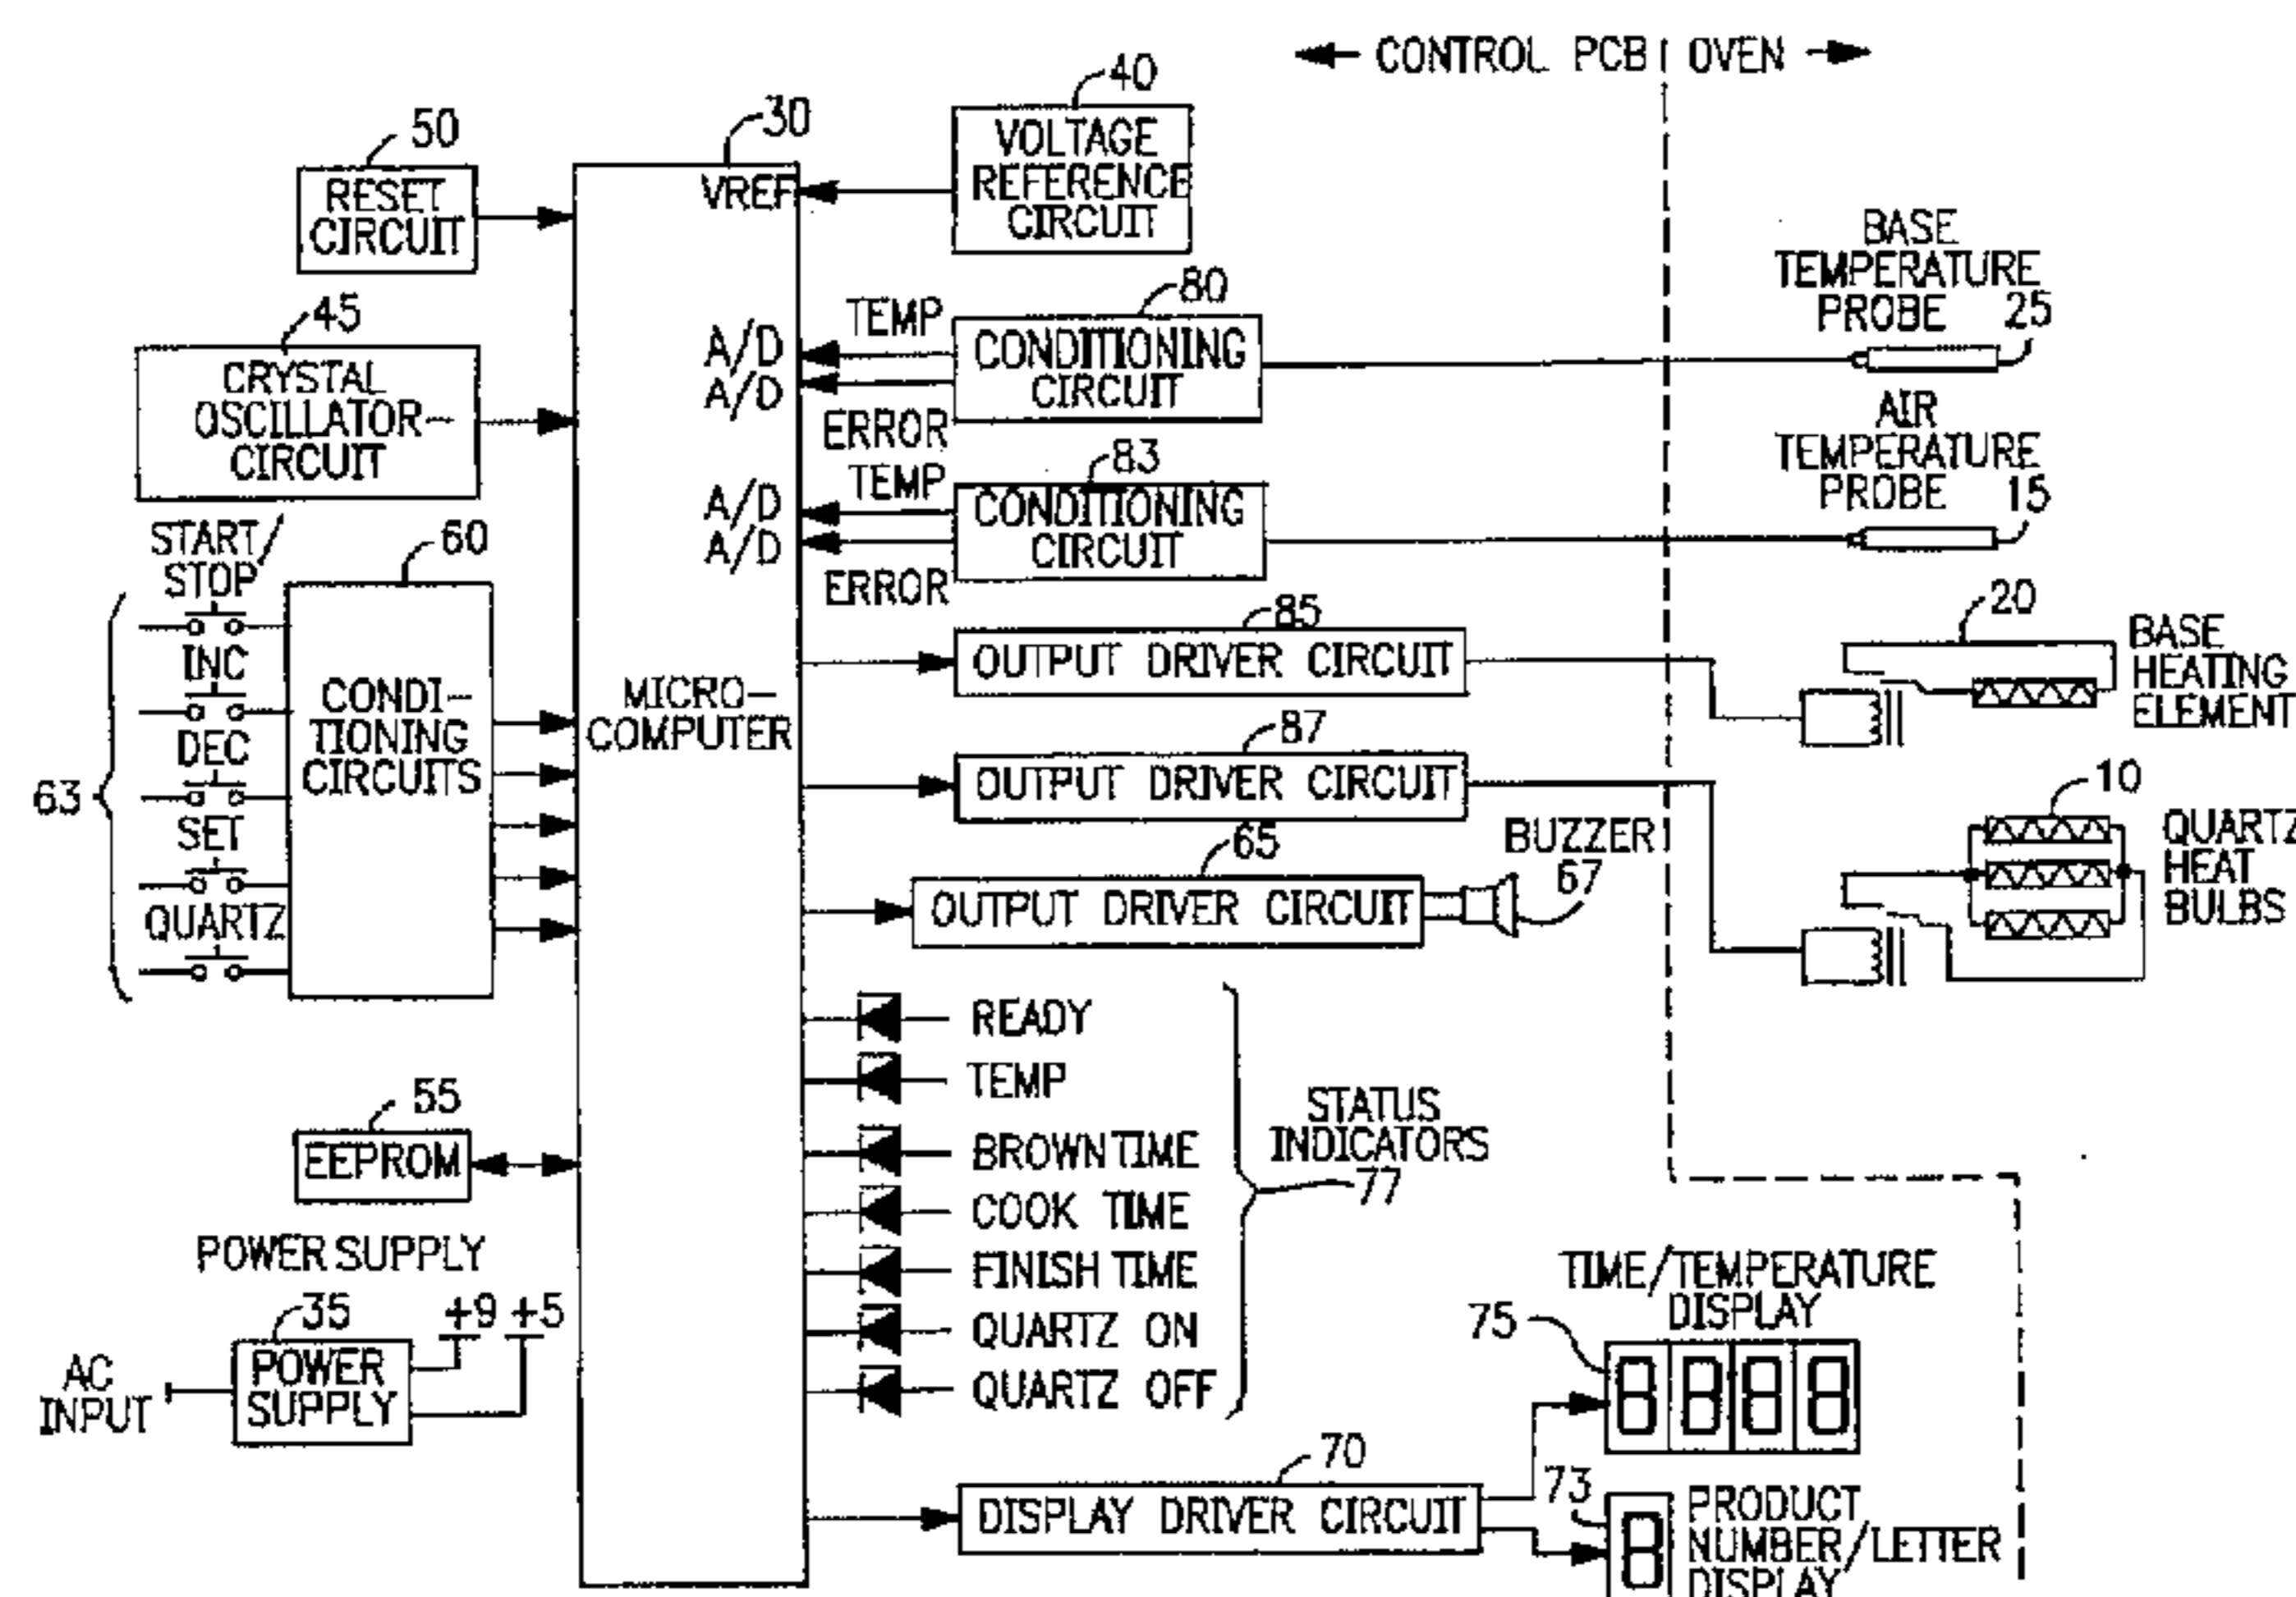 CONTROL PCB | OVEN
40
30
50
VOLTAGE
REFERENCE
CIRCUIT
VREF
RESET
CIRCUIT
BASE
TEMPERATURE
PROBE 25
80
45
TEMP
A/D
A/D
CONDITIONING
CIRCUIT
ERROR
CRYSTAL
OSCILLATOR-
CIRCUIT
AIR
TEMPERATURE
PROBE 15
83
TEMP
A/D
A/D
CONDITIONING
CIRCUIT
ERROR
START/
STOP
60
INC
DEC
SET
QUARTZ
63
CONDI-
TIONING
CIRCUITS
MICRO-
COMPUTER
85
OUTPUT DRIVER CIRCUIT
20
BASE
HEATING
ELEMENT
87
OUTPUT DRIVER CIRCUIT
10
QUARTZ
HEAT
BULBS
65
OUTPUT DRIVER CIRCUIT
BUZZER
67
READY
TEMP
BROWN TIME
COOK TIME
FINISH TIME
QUARTZ ON
QUARTZ OFF
STATUS
INDICATORS
77
55
EEPROM
POWER SUPPLY
35
+9 +5
AC
INPUT
POWER
SUPPLY
TIME/TEMPERATURE
DISPLAY
75
8 8 8 8
70
DISPLAY DRIVER CIRCUIT
73
8
PRODUCT
NUMBER/LETTER
DISPLAY